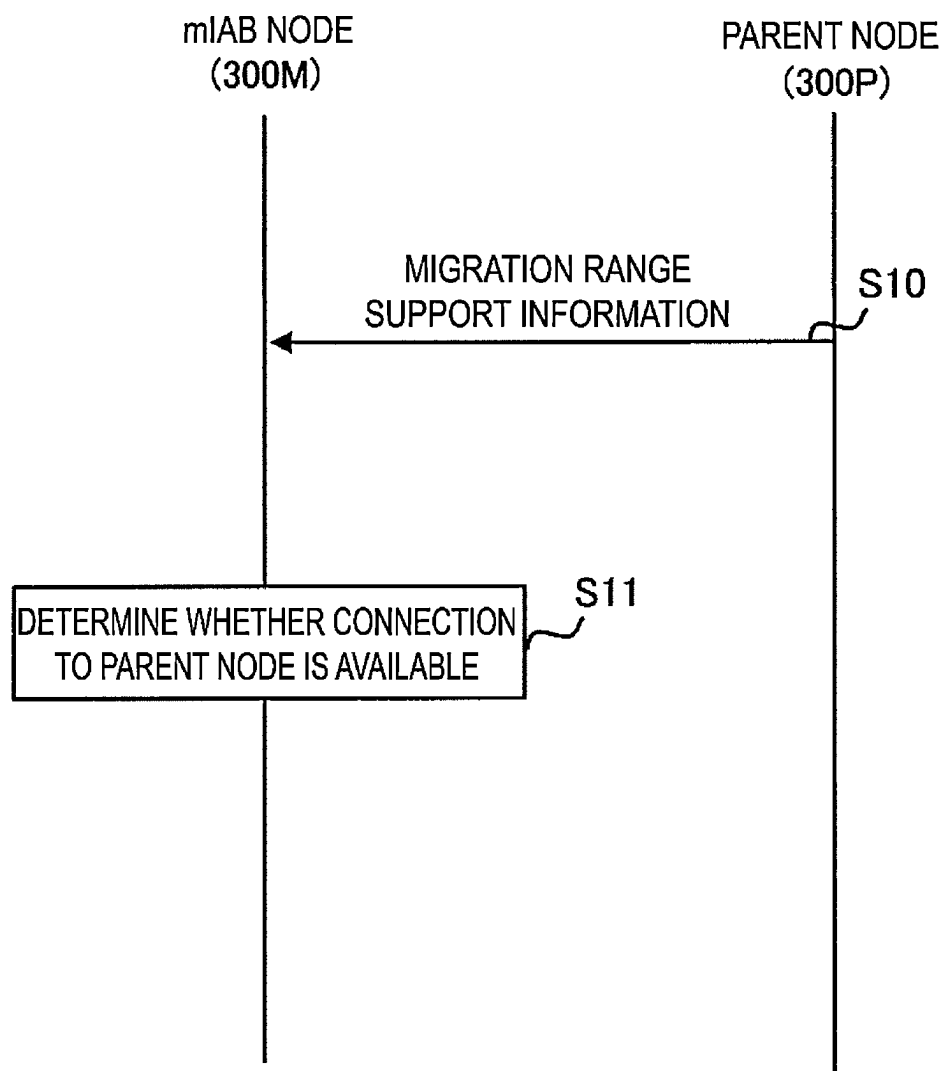 mIAB NODE
(300M)
PARENT NODE
(300P)
MIGRATION RANGE
SUPPORT INFORMATION
S10
DETERMINE WHETHER CONNECTION
TO PARENT NODE IS AVAILABLE
S11